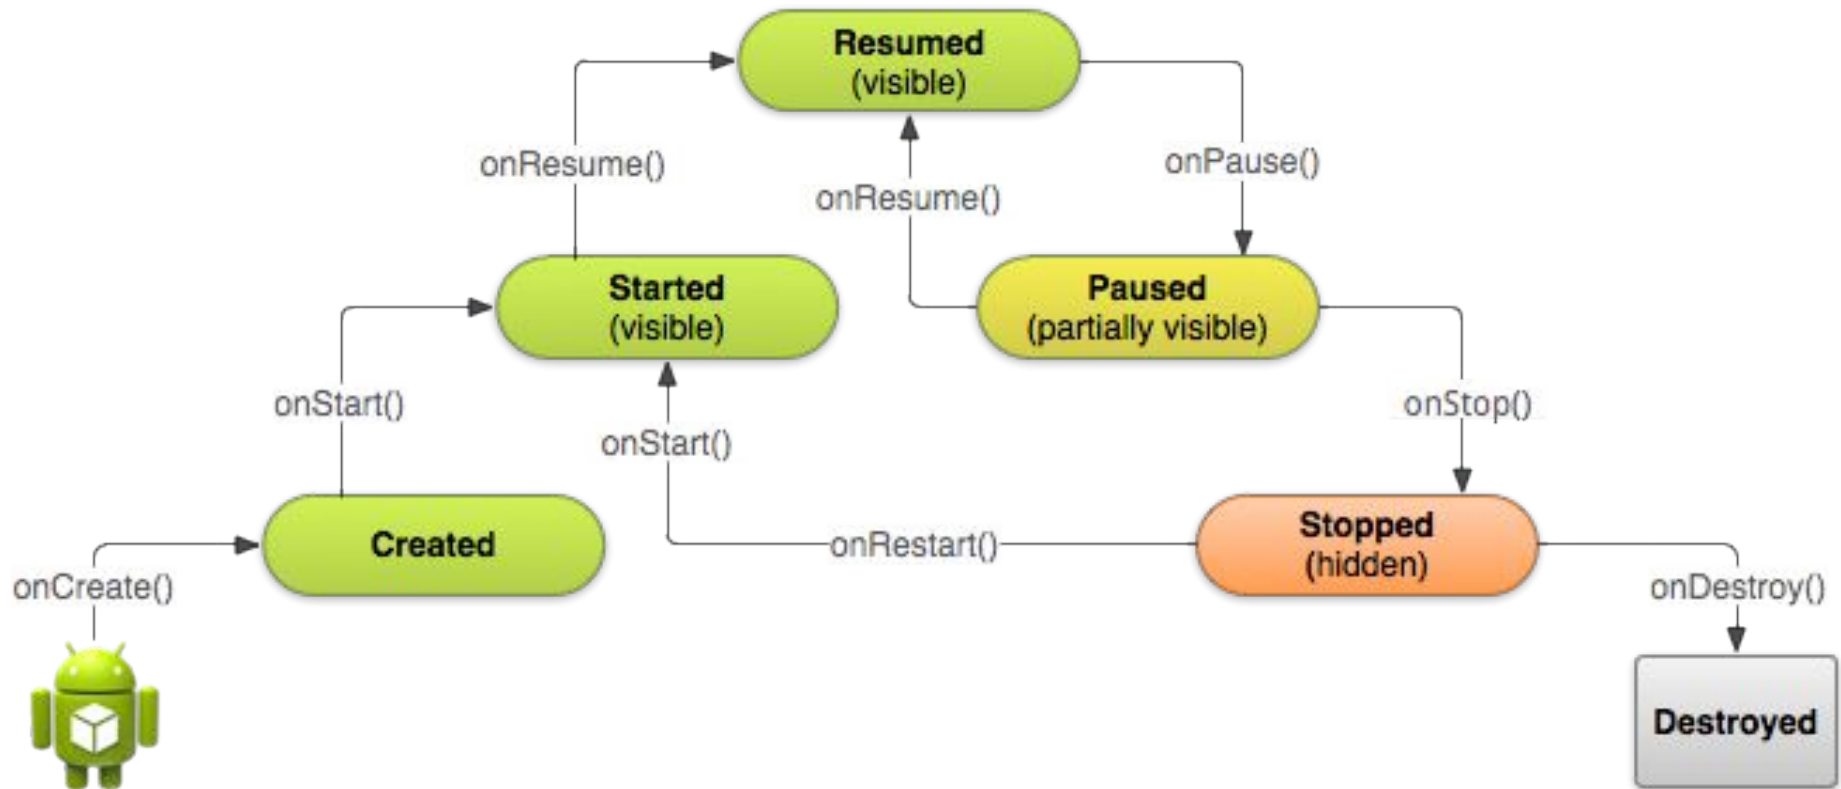 Resumed
(visible)
onResume()
onPause()
onResume()
Started
(visible)
Paused
(partially visible)
onStart()
onStop()
onStart()
Created
onRestart()
Stopped
(hidden)
onCreate()
onDestroy()
Destroyed